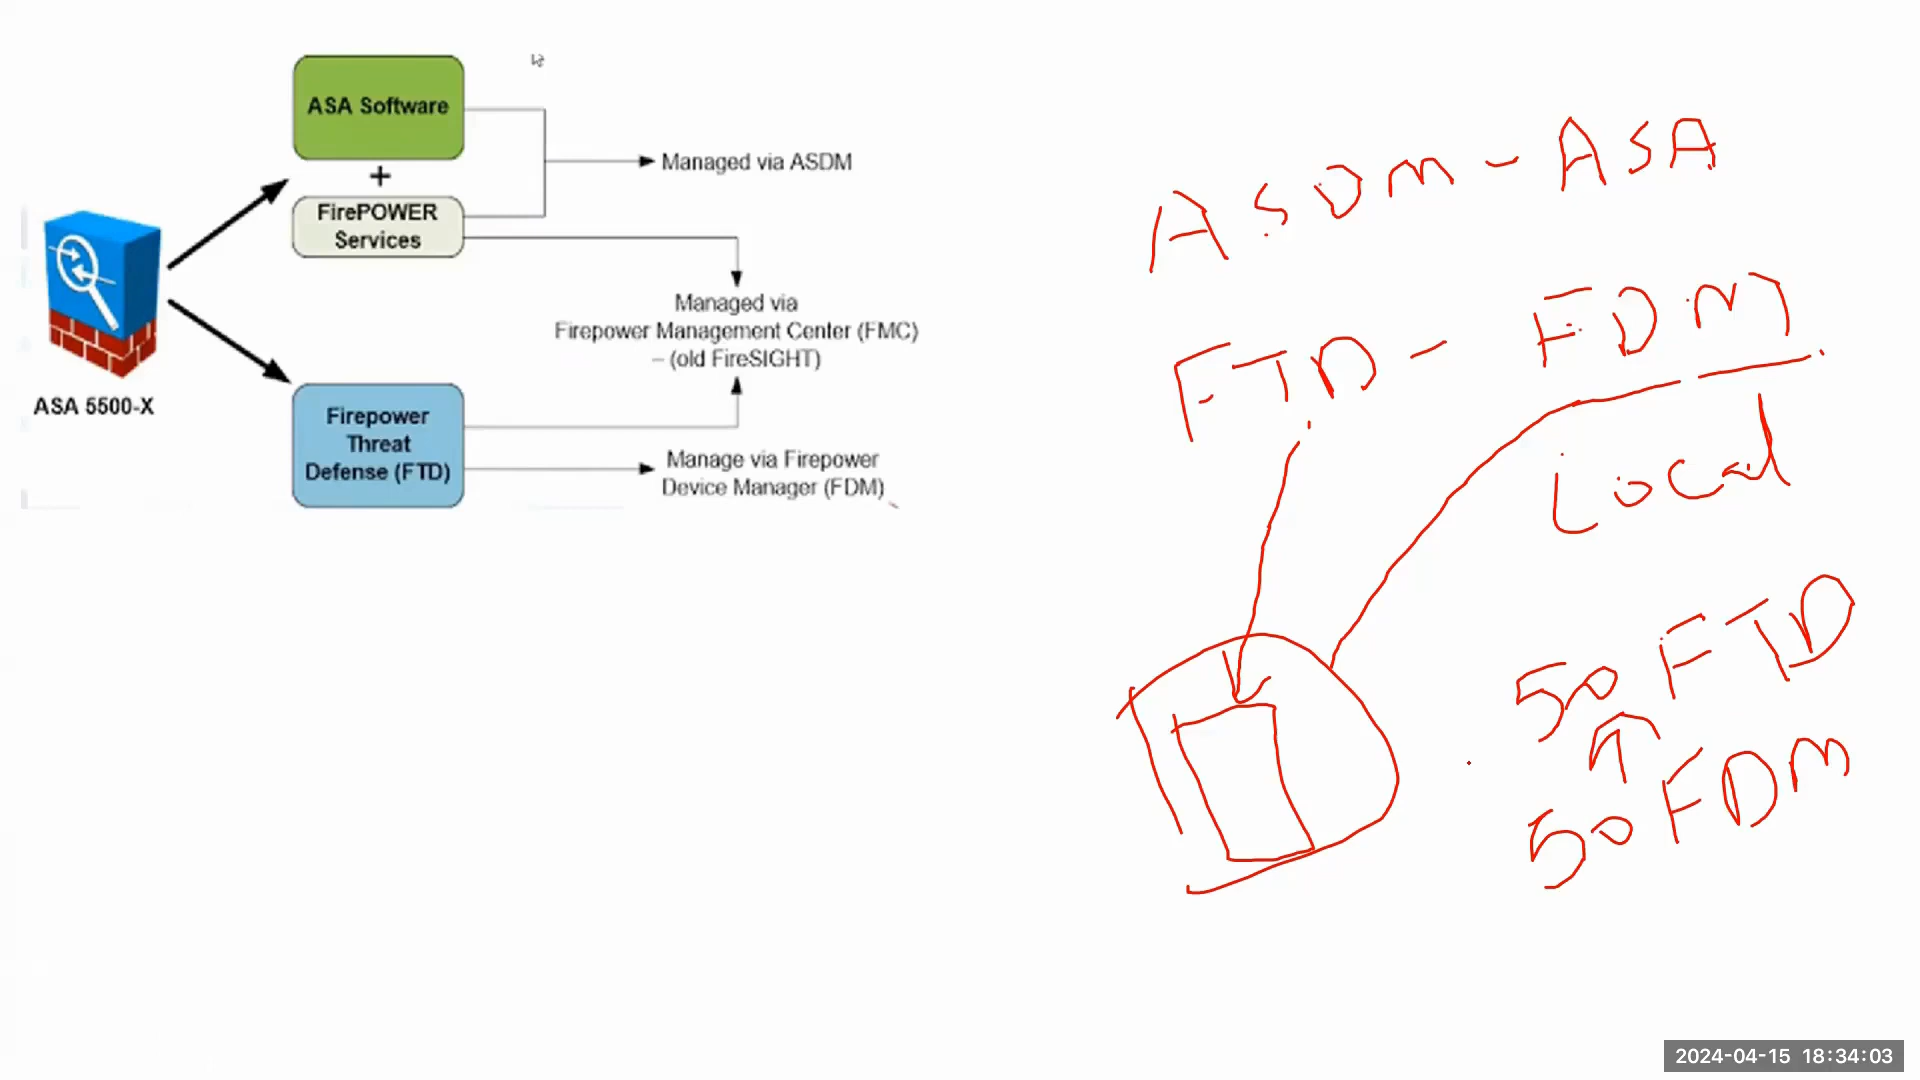 ASA Software
+
FirePOWER
Services
Managed via ASDM
Managed via
Firepower Management Center (FMC)
– (old FireSIGHT)
ASA 5500-X
Firepower
Threat
Defense (FTD)
Manage via Firepower
Device Manager (FDM)
ASDM - ASA
FTD - FDM
Local
50 FTD
50 FDM
2024-04-15 18:34:03